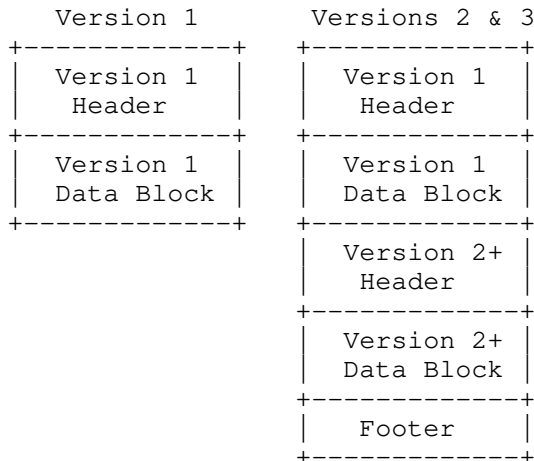 Version 1 Versions 2 & 3
+-------------+ +-------------+
| Version 1 | | Version 1 |
| Header | | Header |
+-------------+ +-------------+
| Version 1 | | Version 1 |
| Data Block | | Data Block |
+-------------+ +-------------+
| Version 2+ |
| Header |
+-------------+
| Version 2+ |
| Data Block |
+-------------+
| Footer |
+-------------+